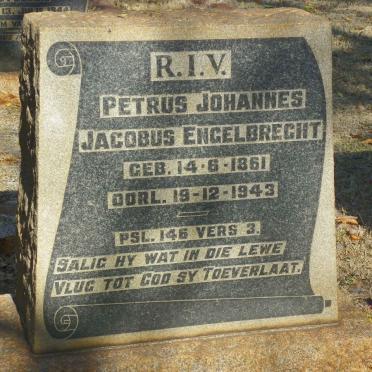 R.I.V.
PETRUS JOHANNES
JACOBUS ENGELBRECHT
GEB. 14-6-1861
OORL. 19-12-1943
PSL. 146 VERS 3.
SALIG HY WAT IN DIE LEWE
VLUG TOT GOD SY TOEVERLAAT.